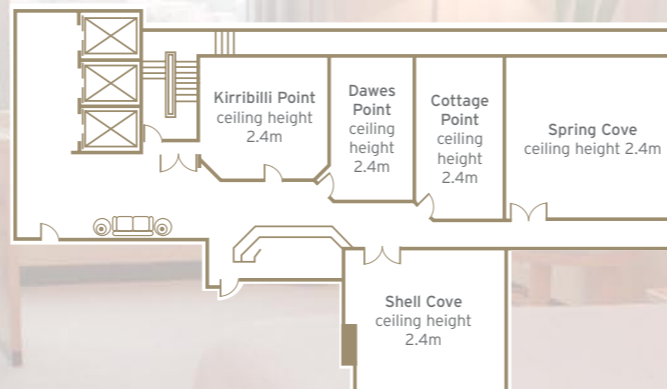 Kirribilli Point
ceiling height
2.4m
Dawes
Point
ceiling
height
2.4m
Cottage
Point
ceiling
height
2.4m
Spring Cove
ceiling height 2.4m
Shell Cove
ceiling height
2.4m